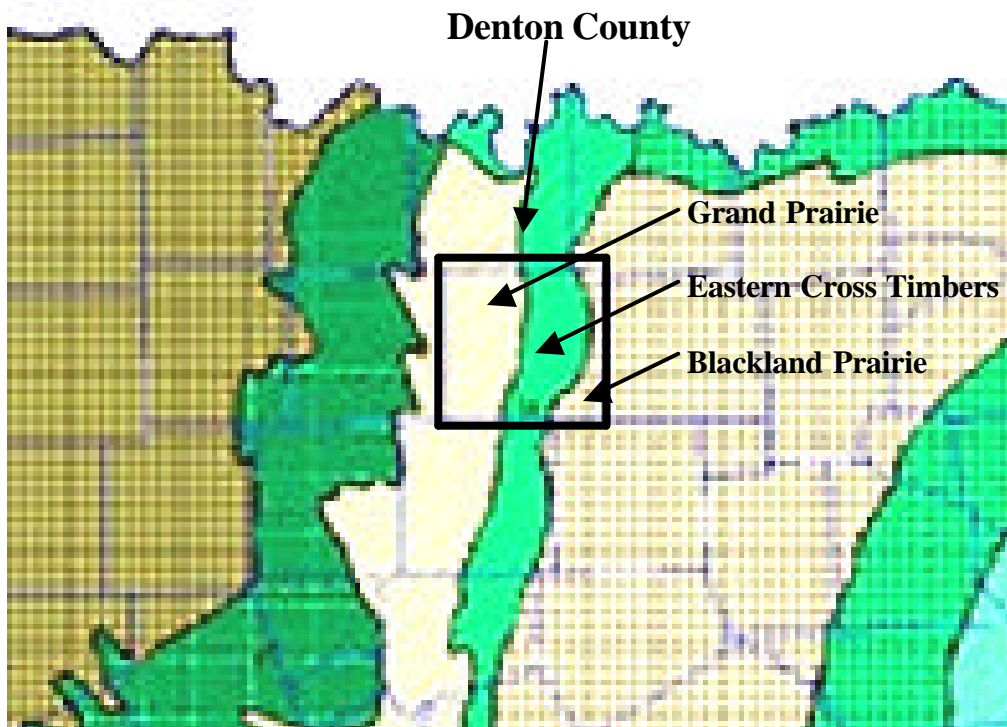 Denton County
Grand Prairie
Eastern Cross Timbers
Blackland Prairie